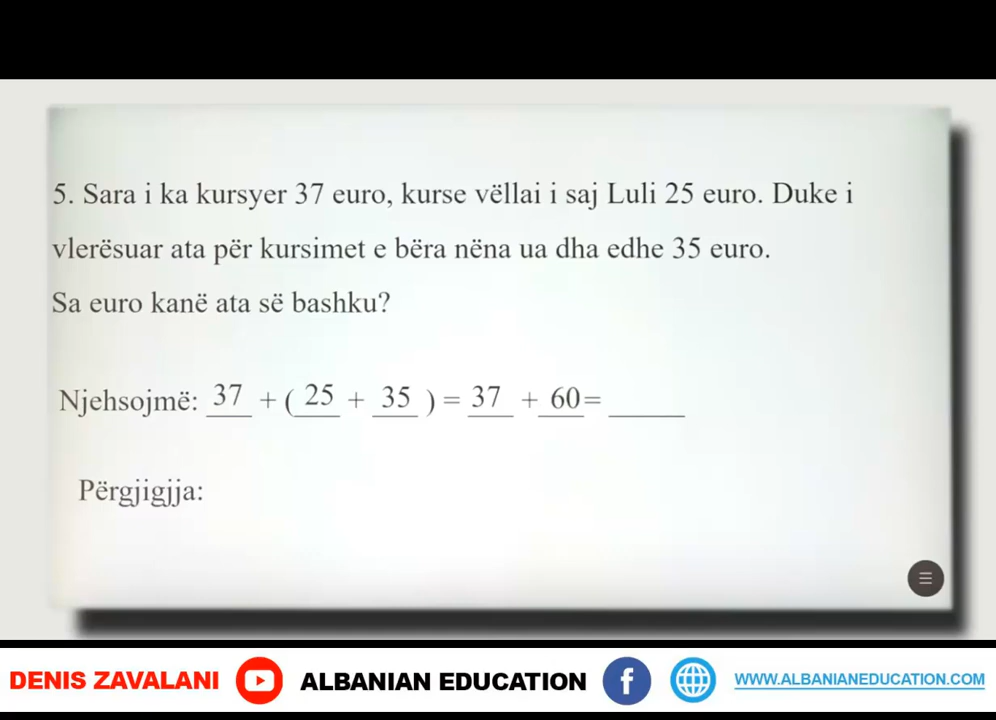 5. Sara i ka kursyer 37 euro, kurse vëllai i saj Luli 25 euro. Duke i
vlerësuar ata për kursimet e bëra nëna ua dha edhe 35 euro.
Sa euro kanë ata së bashku?
Njehsojmë: 37 + ( 25 + 35 ) = 37 + 60= ______
Përgjigjja:
DENIS ZAVALANI ALBANIAN EDUCATION WWW.ALBANIANEDUCATION.COM